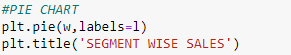 #PIE CHART
plt.pie(w,labels=l)
plt.title('SEGMENT WISE SALES')